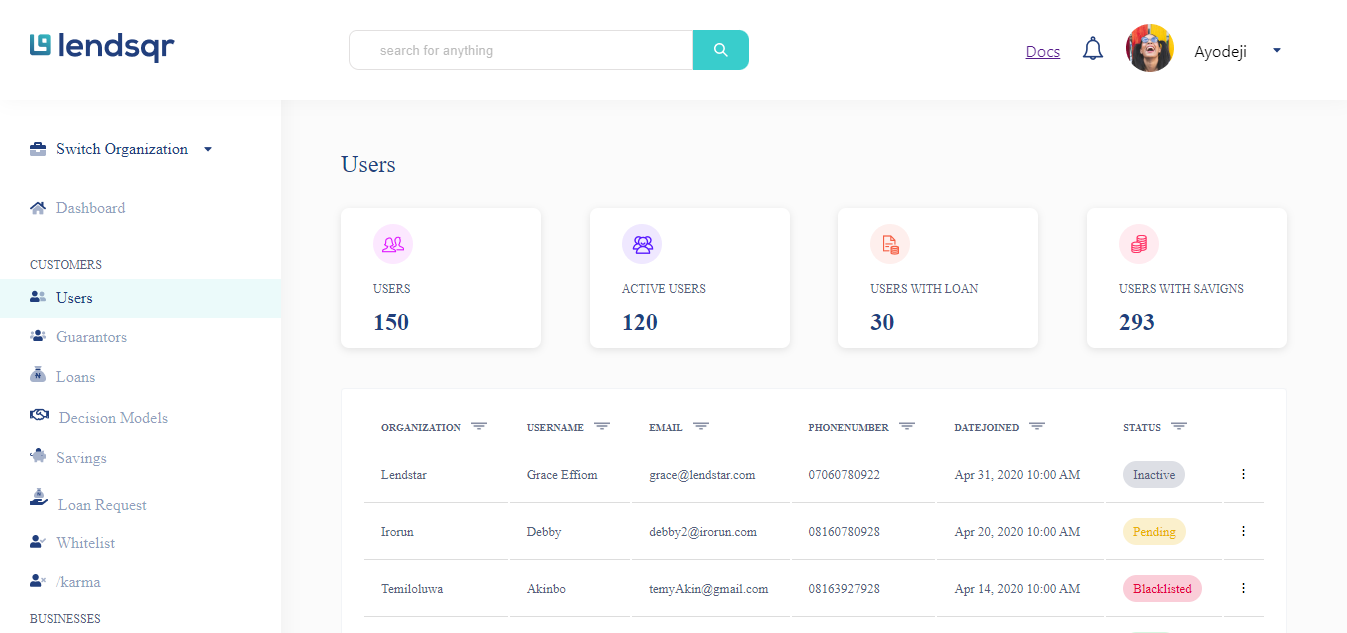 lendsqr
search for anything
Docs
Ayodeji
Switch Organization
Dashboard
CUSTOMERS
Users
Guarantors
Loans
Decision Models
Savings
Loan Request
Whitelist
/karma
BUSINESSES
Users
USERS
150
ACTIVE USERS
120
USERS WITH LOAN
30
USERS WITH SAVIGNS
293
ORGANIZATION USERNAME EMAIL PHONENUMBER DATEJOINED STATUS
Lendstar Grace Effiom grace@lendstar.com 07060780922 Apr 31, 2020 10:00 AM Inactive
Irorun Debby debby2@irorun.com 08160780928 Apr 20, 2020 10:00 AM Pending
Temiloluwa Akinbo temyAkin@gmail.com 08163927928 Apr 14, 2020 10:00 AM Blacklisted